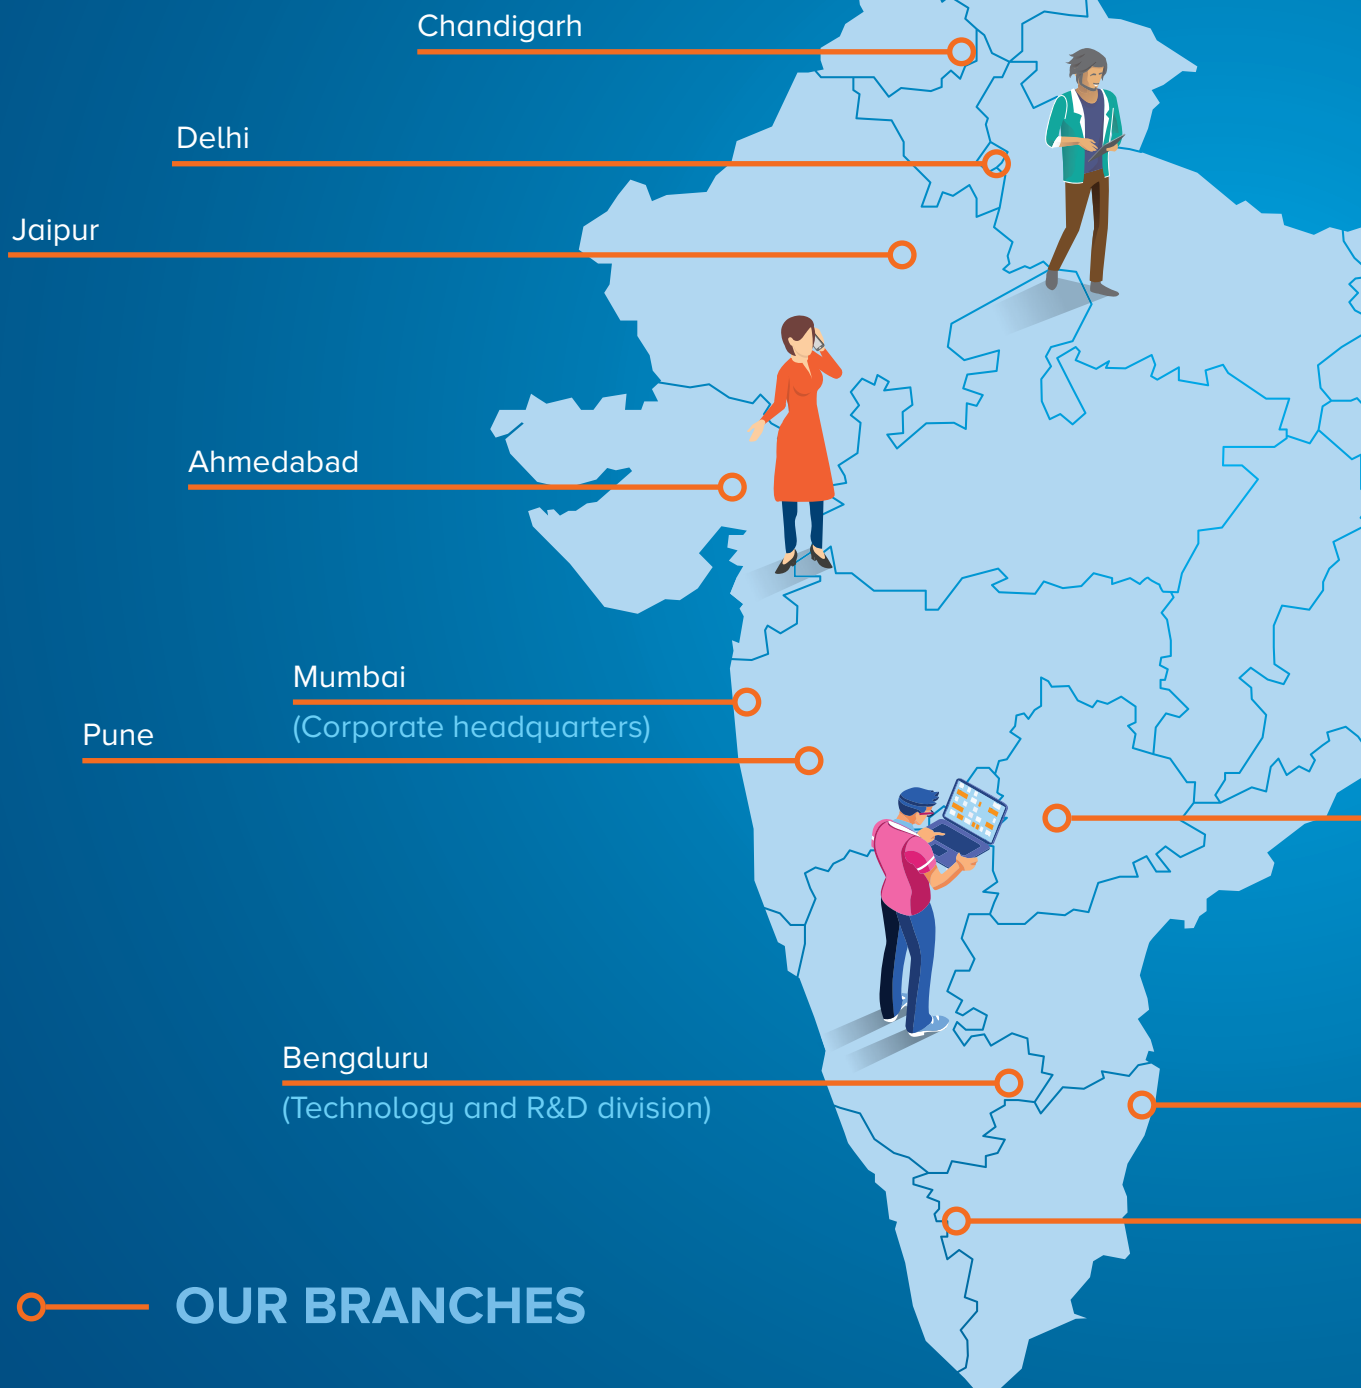 Chandigarh
Delhi
Jaipur
Ahmedabad
Mumbai
(Corporate headquarters)
Pune
Bengaluru
(Technology and R&D division)
OUR BRANCHES